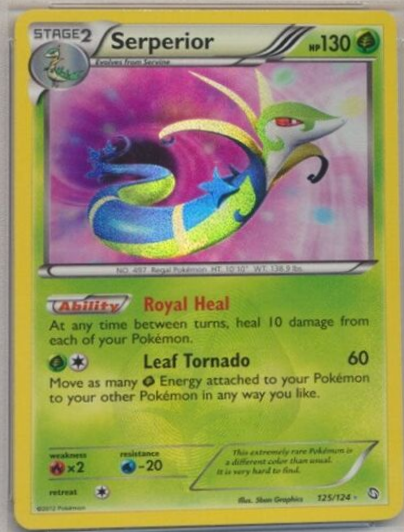 STAGE2
Serperior
HP130
Evolves from Servine
NO. 497 Regal Pokémon HT: 10'10" WT: 138.9 lbs.
Ability Royal Heal
At any time between turns, heal 10 damage from
each of your Pokémon.
Leaf Tornado 60
Move as many Energy attached to your Pokémon
to your other Pokémon in any way you like.
weakness
×2
resistance
-20
retreat
This extremely rare Pokémon is
a different color than usual.
It is very hard to find.
©2012 Pokémon
Illus. Shon Graphics
125/124